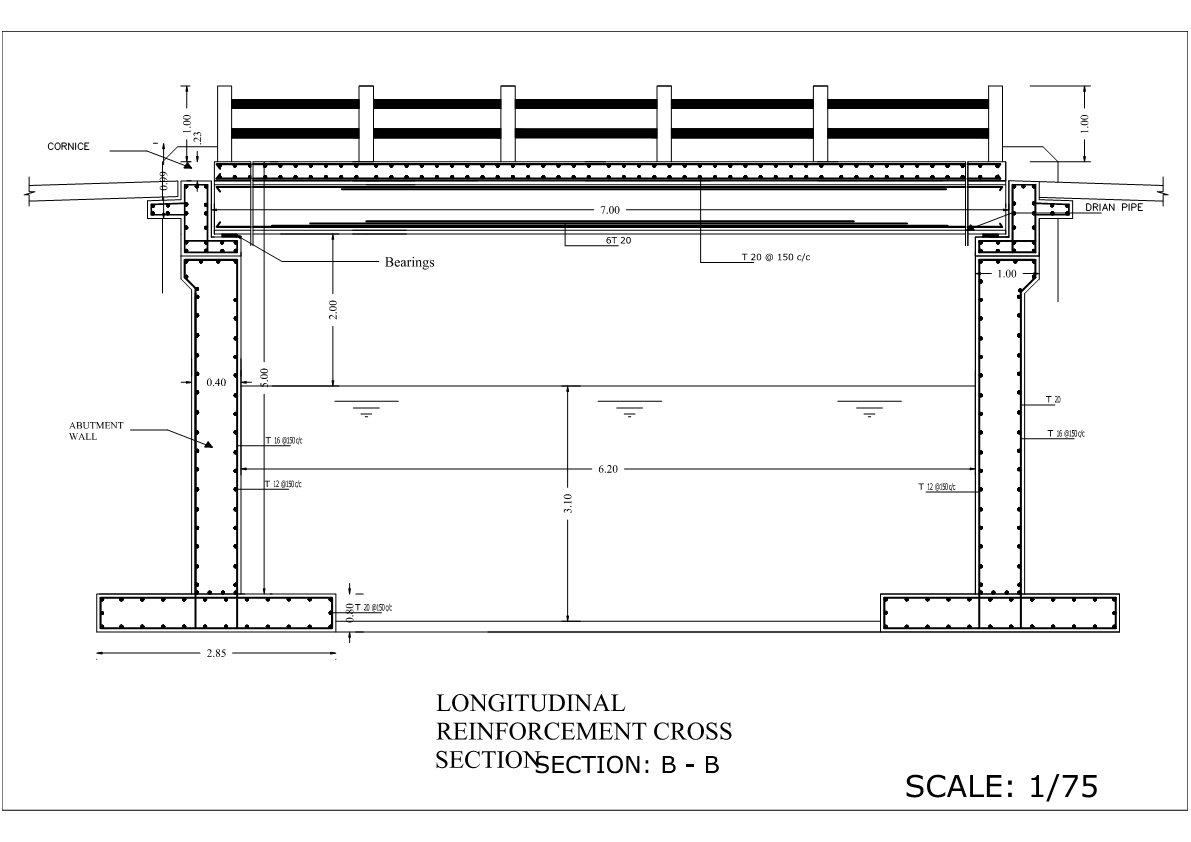 1.00
.23
1.00
CORNICE
0.99
7.00
DRIAN PIPE
6T 20
T 20 @ 150 c/c
Bearings
1.00
2.00
0.40
5.00
T 20
ABUTMENT
WALL
T 16 @150 c/c
T 16 @150 c/c
6.20
T 12 @150 c/c
T 12 @150 c/c
3.10
0.80
T 20 @150 c/c
2.85
LONGITUDINAL
REINFORCEMENT CROSS
SECTION
SECTION: B - B
SCALE: 1/75